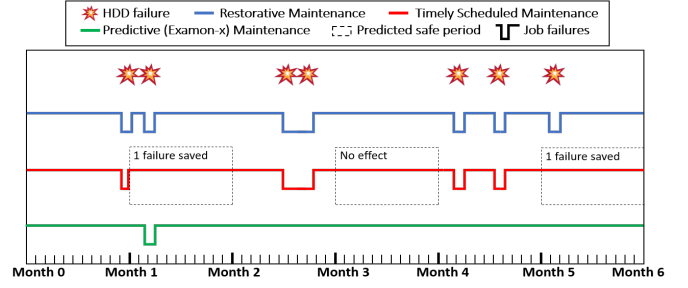 HDD failure Restorative Maintenance Timely Scheduled Maintenance
Predictive (Examon-x) Maintenance Predicted safe period Job failures
1 failure saved No effect 1 failure saved
Month 0 Month 1 Month 2 Month 3 Month 4 Month 5 Month 6